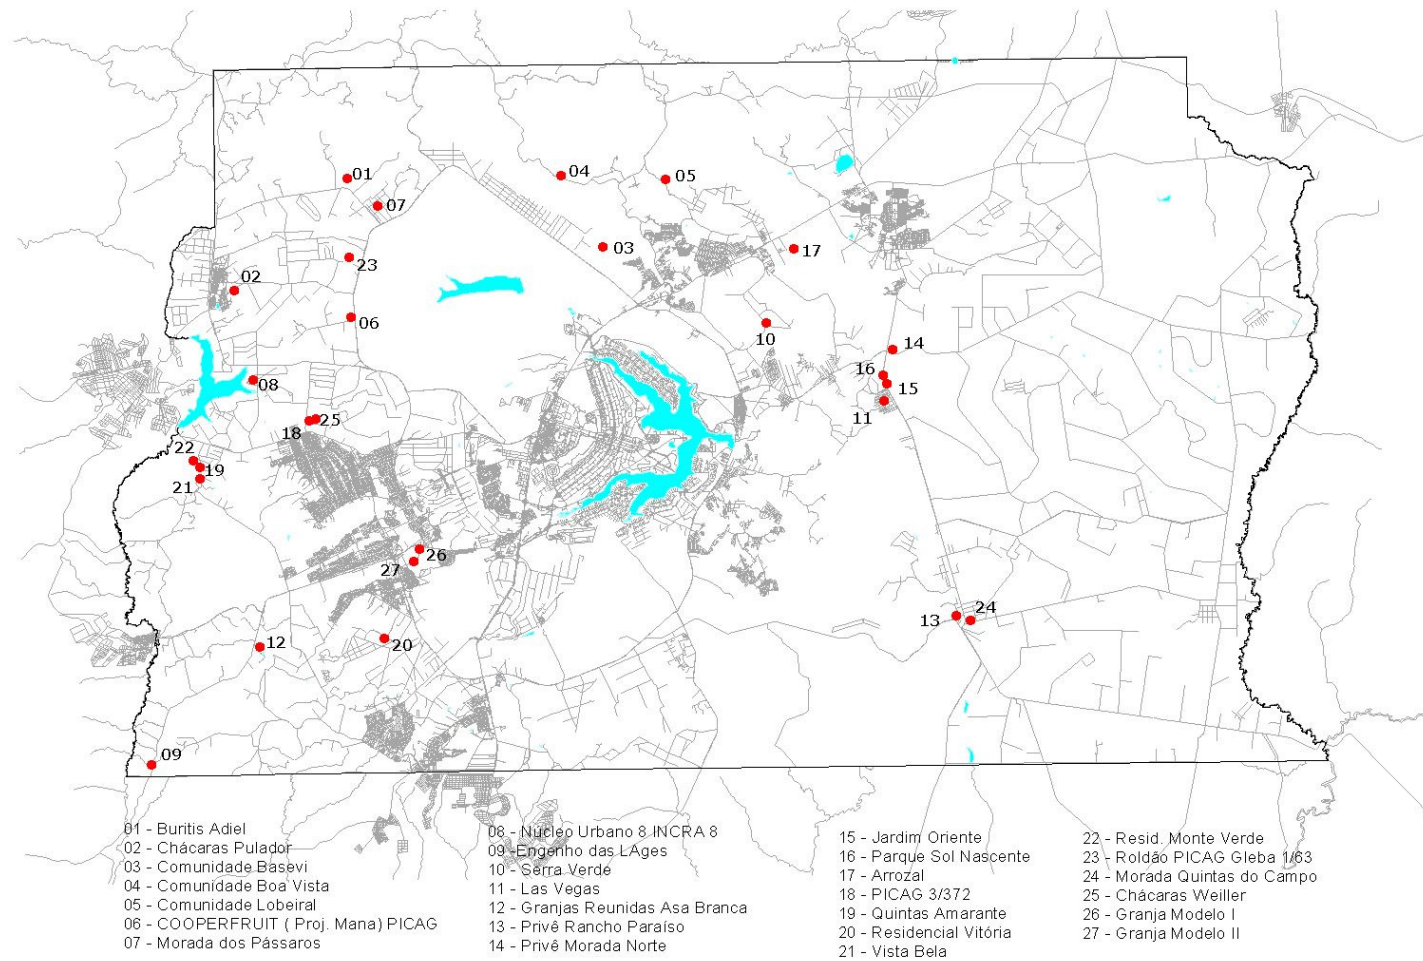 01
04
05
07
03
17
23
02
06
10
14
16
08
15
11
25
18
22
19
21
26
27
24
13
20
12
09
01 - Buritis Adiel
02 - Chácaras Pulador
03 - Comunidade Basevi
04 - Comunidade Boa Vista
05 - Comunidade Lobeiral
06 - COOPERFRUIT ( Proj. Mana) PICAG
07 - Morada dos Pássaros
08 - Núcleo Urbano 8 INCRA 8
09 -Engenho das LAges
10 - Serra Verde
11 - Las Vegas
12 - Granjas Reunidas Asa Branca
13 - Privê Rancho Paraíso
14 - Privê Morada Norte
15 - Jardim Oriente
16 - Parque Sol Nascente
17 - Arrozal
18 - PICAG 3/372
19 - Quintas Amarante
20 - Residencial Vitória
21 - Vista Bela
22 - Resid. Monte Verde
23 - Roldão PICAG Gleba 1/63
24 - Morada Quintas do Campo
25 - Chácaras Weiller
26 - Granja Modelo I
27 - Granja Modelo II